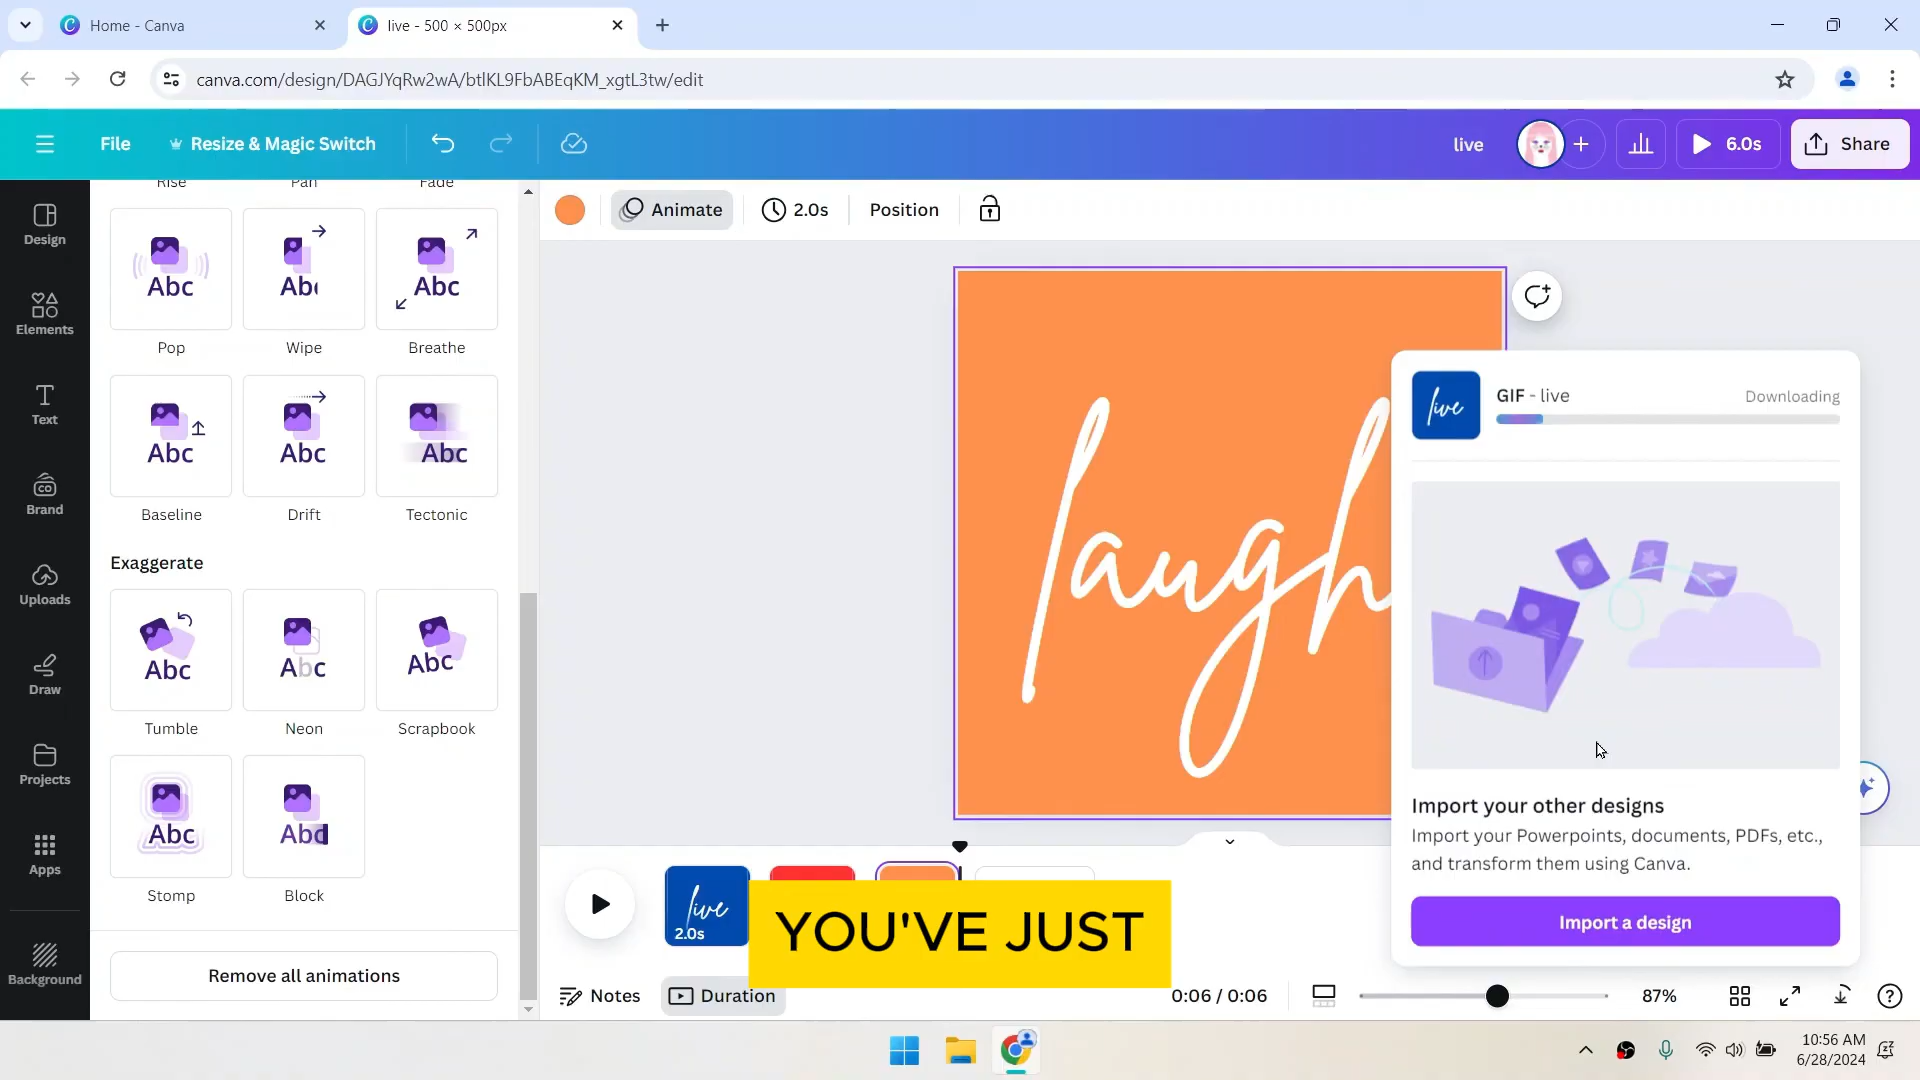 Home - Canva
live - 500 × 500px
canva.com/design/DAGJYqRw2wA/btlKL9FbABEqKM_xgtL3tw/edit
File
Resize & Magic Switch
live
6.0s
Share
Design
Elements
Text
Brand
Uploads
Draw
Projects
Apps
Background
Rise
Pan
Fade
Abc
Abc
Abc
Pop
Wipe
Breathe
Abc
Abc
Abc
Baseline
Drift
Tectonic
Exaggerate
Abc
Abc
Abc
Tumble
Neon
Scrapbook
Abc
Abc
Stomp
Block
Remove all animations
Animate
2.0s
Position
laugh
live
GIF - live
Downloading
Import your other designs
Import your Powerpoints, documents, PDFs, etc.,
and transform them using Canva.
Import a design
live
2.0s
YOU'VE JUST
Notes
Duration
0:06 / 0:06
87%
10:56 AM
6/28/2024